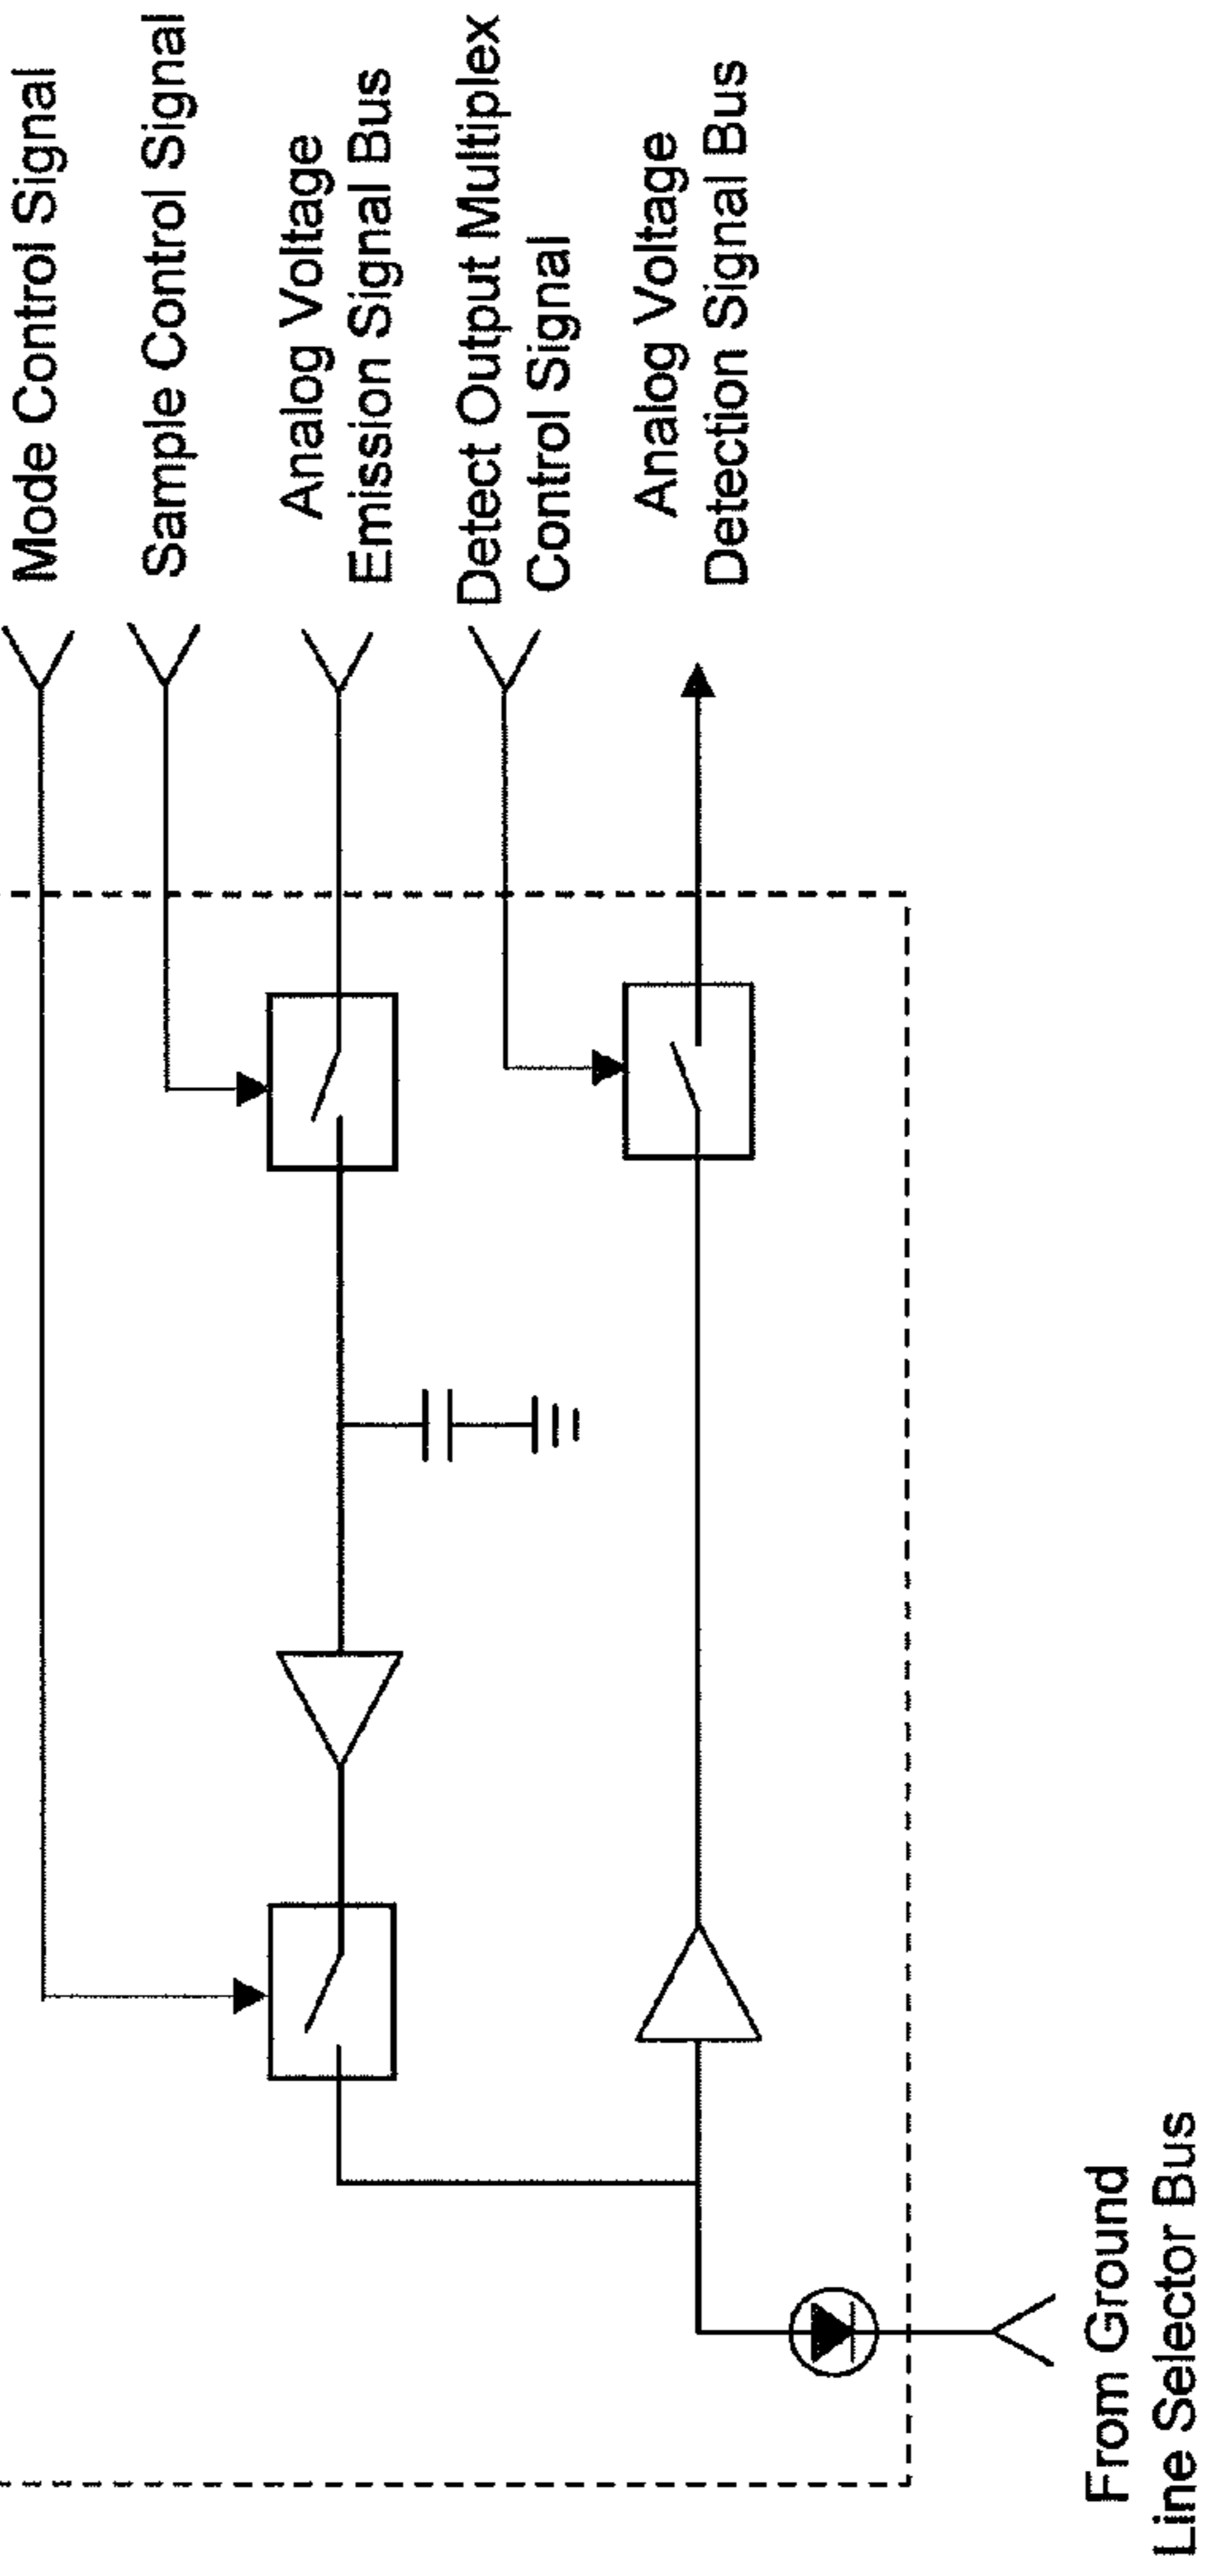 Mode Control Signal
Sample Control Signal
Analog Voltage
Emission Signal Bus
Detect Output Multiplex
Control Signal
Analog Voltage
Detection Signal Bus
From Ground
Line Selector Bus